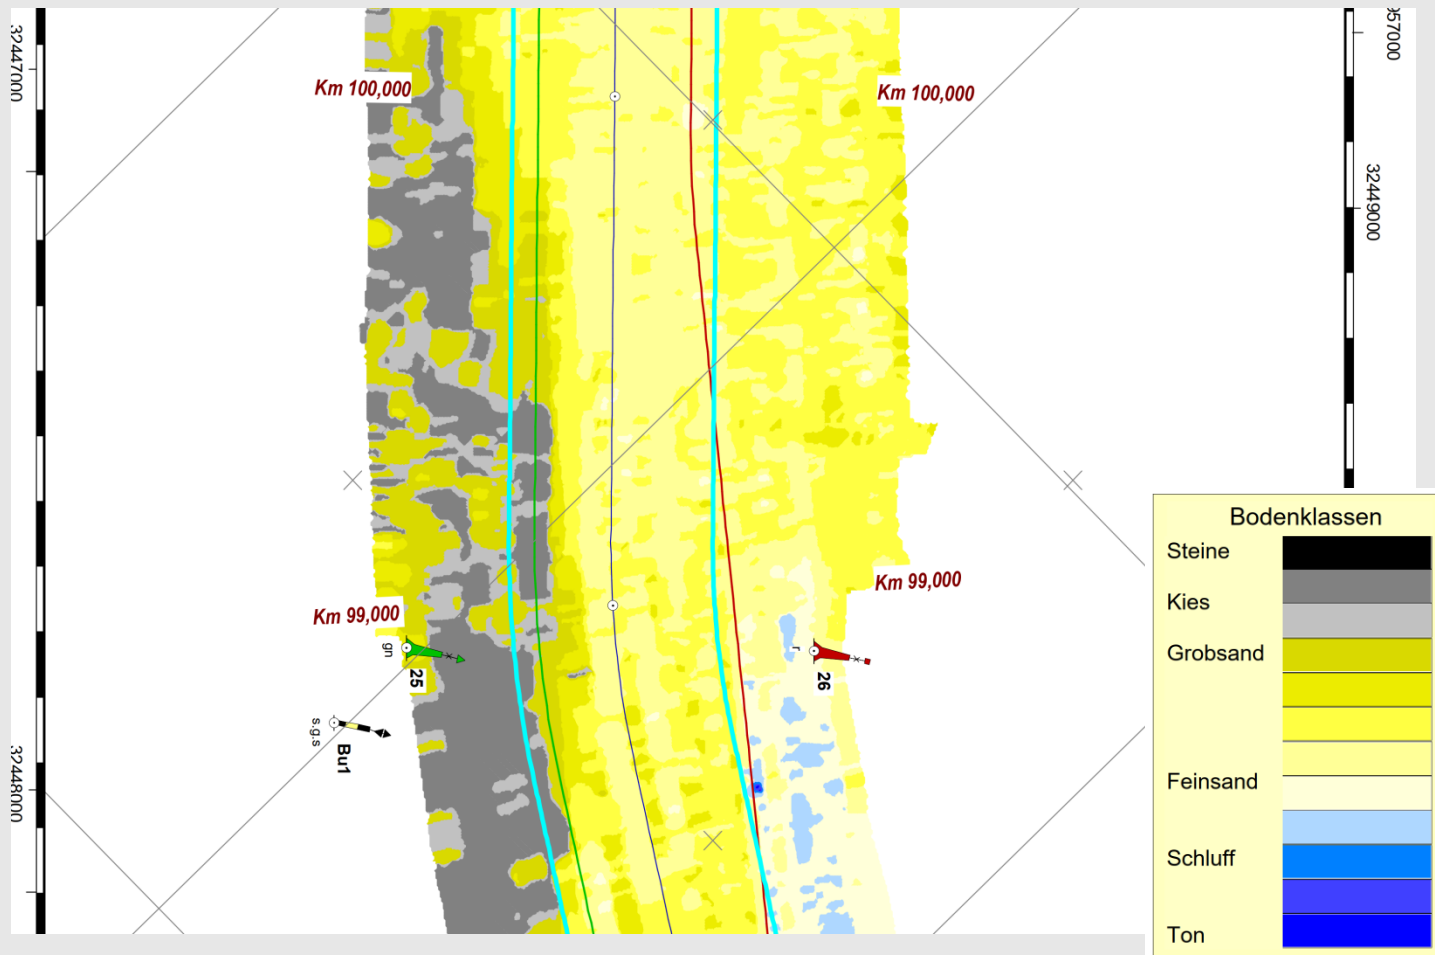 3957000
32447000
Km 100,000
Km 100,000
32449000
Bodenklassen
Steine
Kies
Km 99,000
Km 99,000
gn
r
25
26
Grobsand
s.g.s
Bu1
32448000
Feinsand
Schluff
Ton